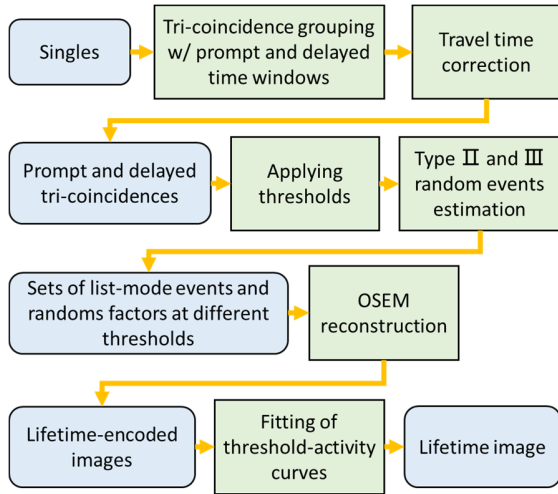 Singles
Tri-coincidence grouping
w/ prompt and delayed
time windows
Travel time
correction
Prompt and delayed
tri-coincidences
Applying
thresholds
Type Ⅱ and Ⅲ
random events
estimation
Sets of list-mode events and
randoms factors at different
thresholds
OSEM
reconstruction
Lifetime-encoded
images
Fitting of
threshold-activity
curves
Lifetime image